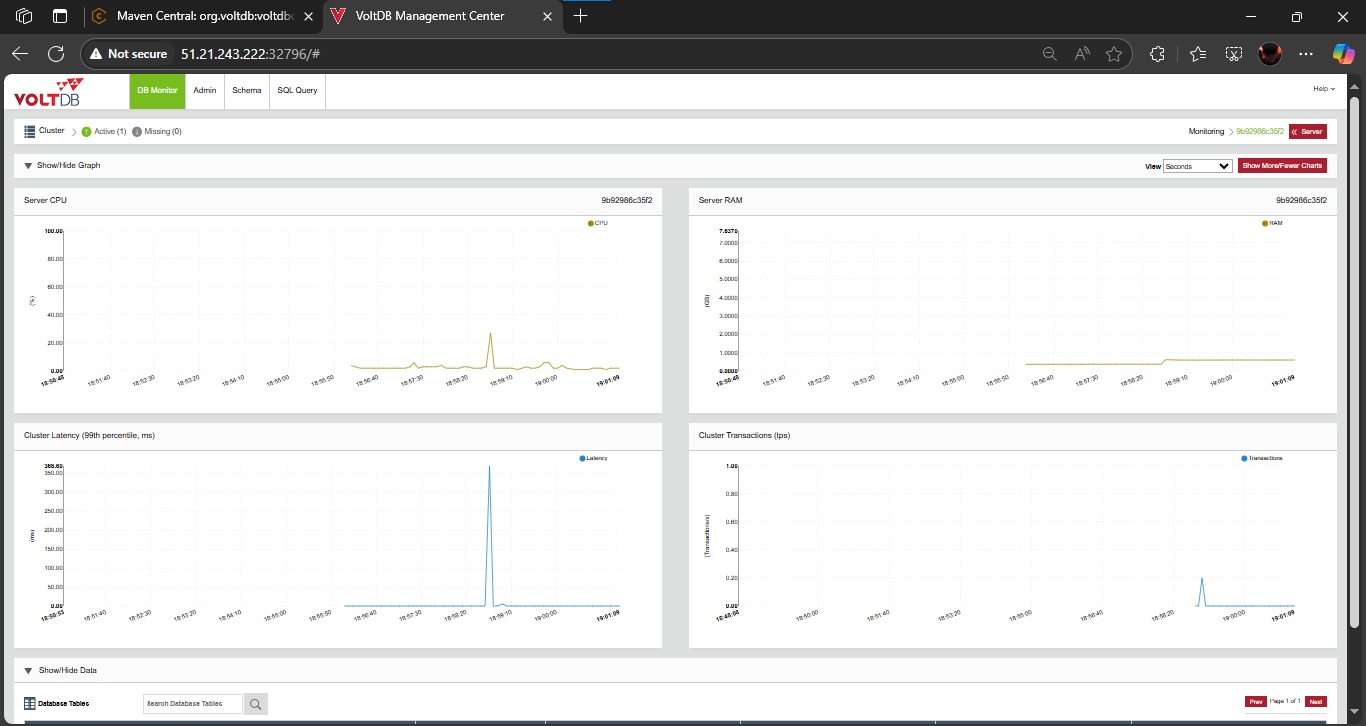 Maven Central: org.voltdb:voltdb
VoltDB Management Center
Not secure 51.21.243.222:32796/#
VOLTDB
DB Monitor Admin Schema SQL Query Help
Cluster > Active (1) Missing (0) Monitoring > 9b92986c35f2 « Server
Show/Hide Graph View Seconds Show More/Fewer Charts
Server CPU 9b92986c35f2
CPU
100.00
80.00
60.00
(%)
40.00
20.00
0.00
18:50:48 18:51:40 18:52:30 18:53:20 18:54:10 18:55:00 18:55:50 18:56:40 18:57:30 18:58:20 18:59:10 19:00:00 19:01:09
Server RAM 9b92986c35f2
RAM
7.6370
7.0000
6.0000
5.0000
(GB)
4.0000
3.0000
2.0000
1.0000
0.0000
18:50:48 18:51:40 18:52:30 18:53:20 18:54:10 18:55:00 18:55:50 18:56:40 18:57:30 18:58:20 18:59:10 19:00:00 19:01:09
Cluster Latency (99th percentile, ms)
Latency
368.60
350.00
300.00
250.00
200.00
(ms)
150.00
100.00
50.00
0.00
18:50:53 18:51:40 18:52:30 18:53:20 18:54:10 18:55:00 18:55:50 18:56:40 18:57:30 18:58:20 18:59:10 19:00:00 19:01:09
Cluster Transactions (tps)
Transactions
1.00
0.80
0.60
(Transactions/s)
0.40
0.20
0.00
18:50:00 18:51:40 18:53:20 18:55:00 18:56:40 18:58:20 19:00:00 19:01:09
Show/Hide Data
Database Tables Search Database Tables Prev Page 1 of 1 Next